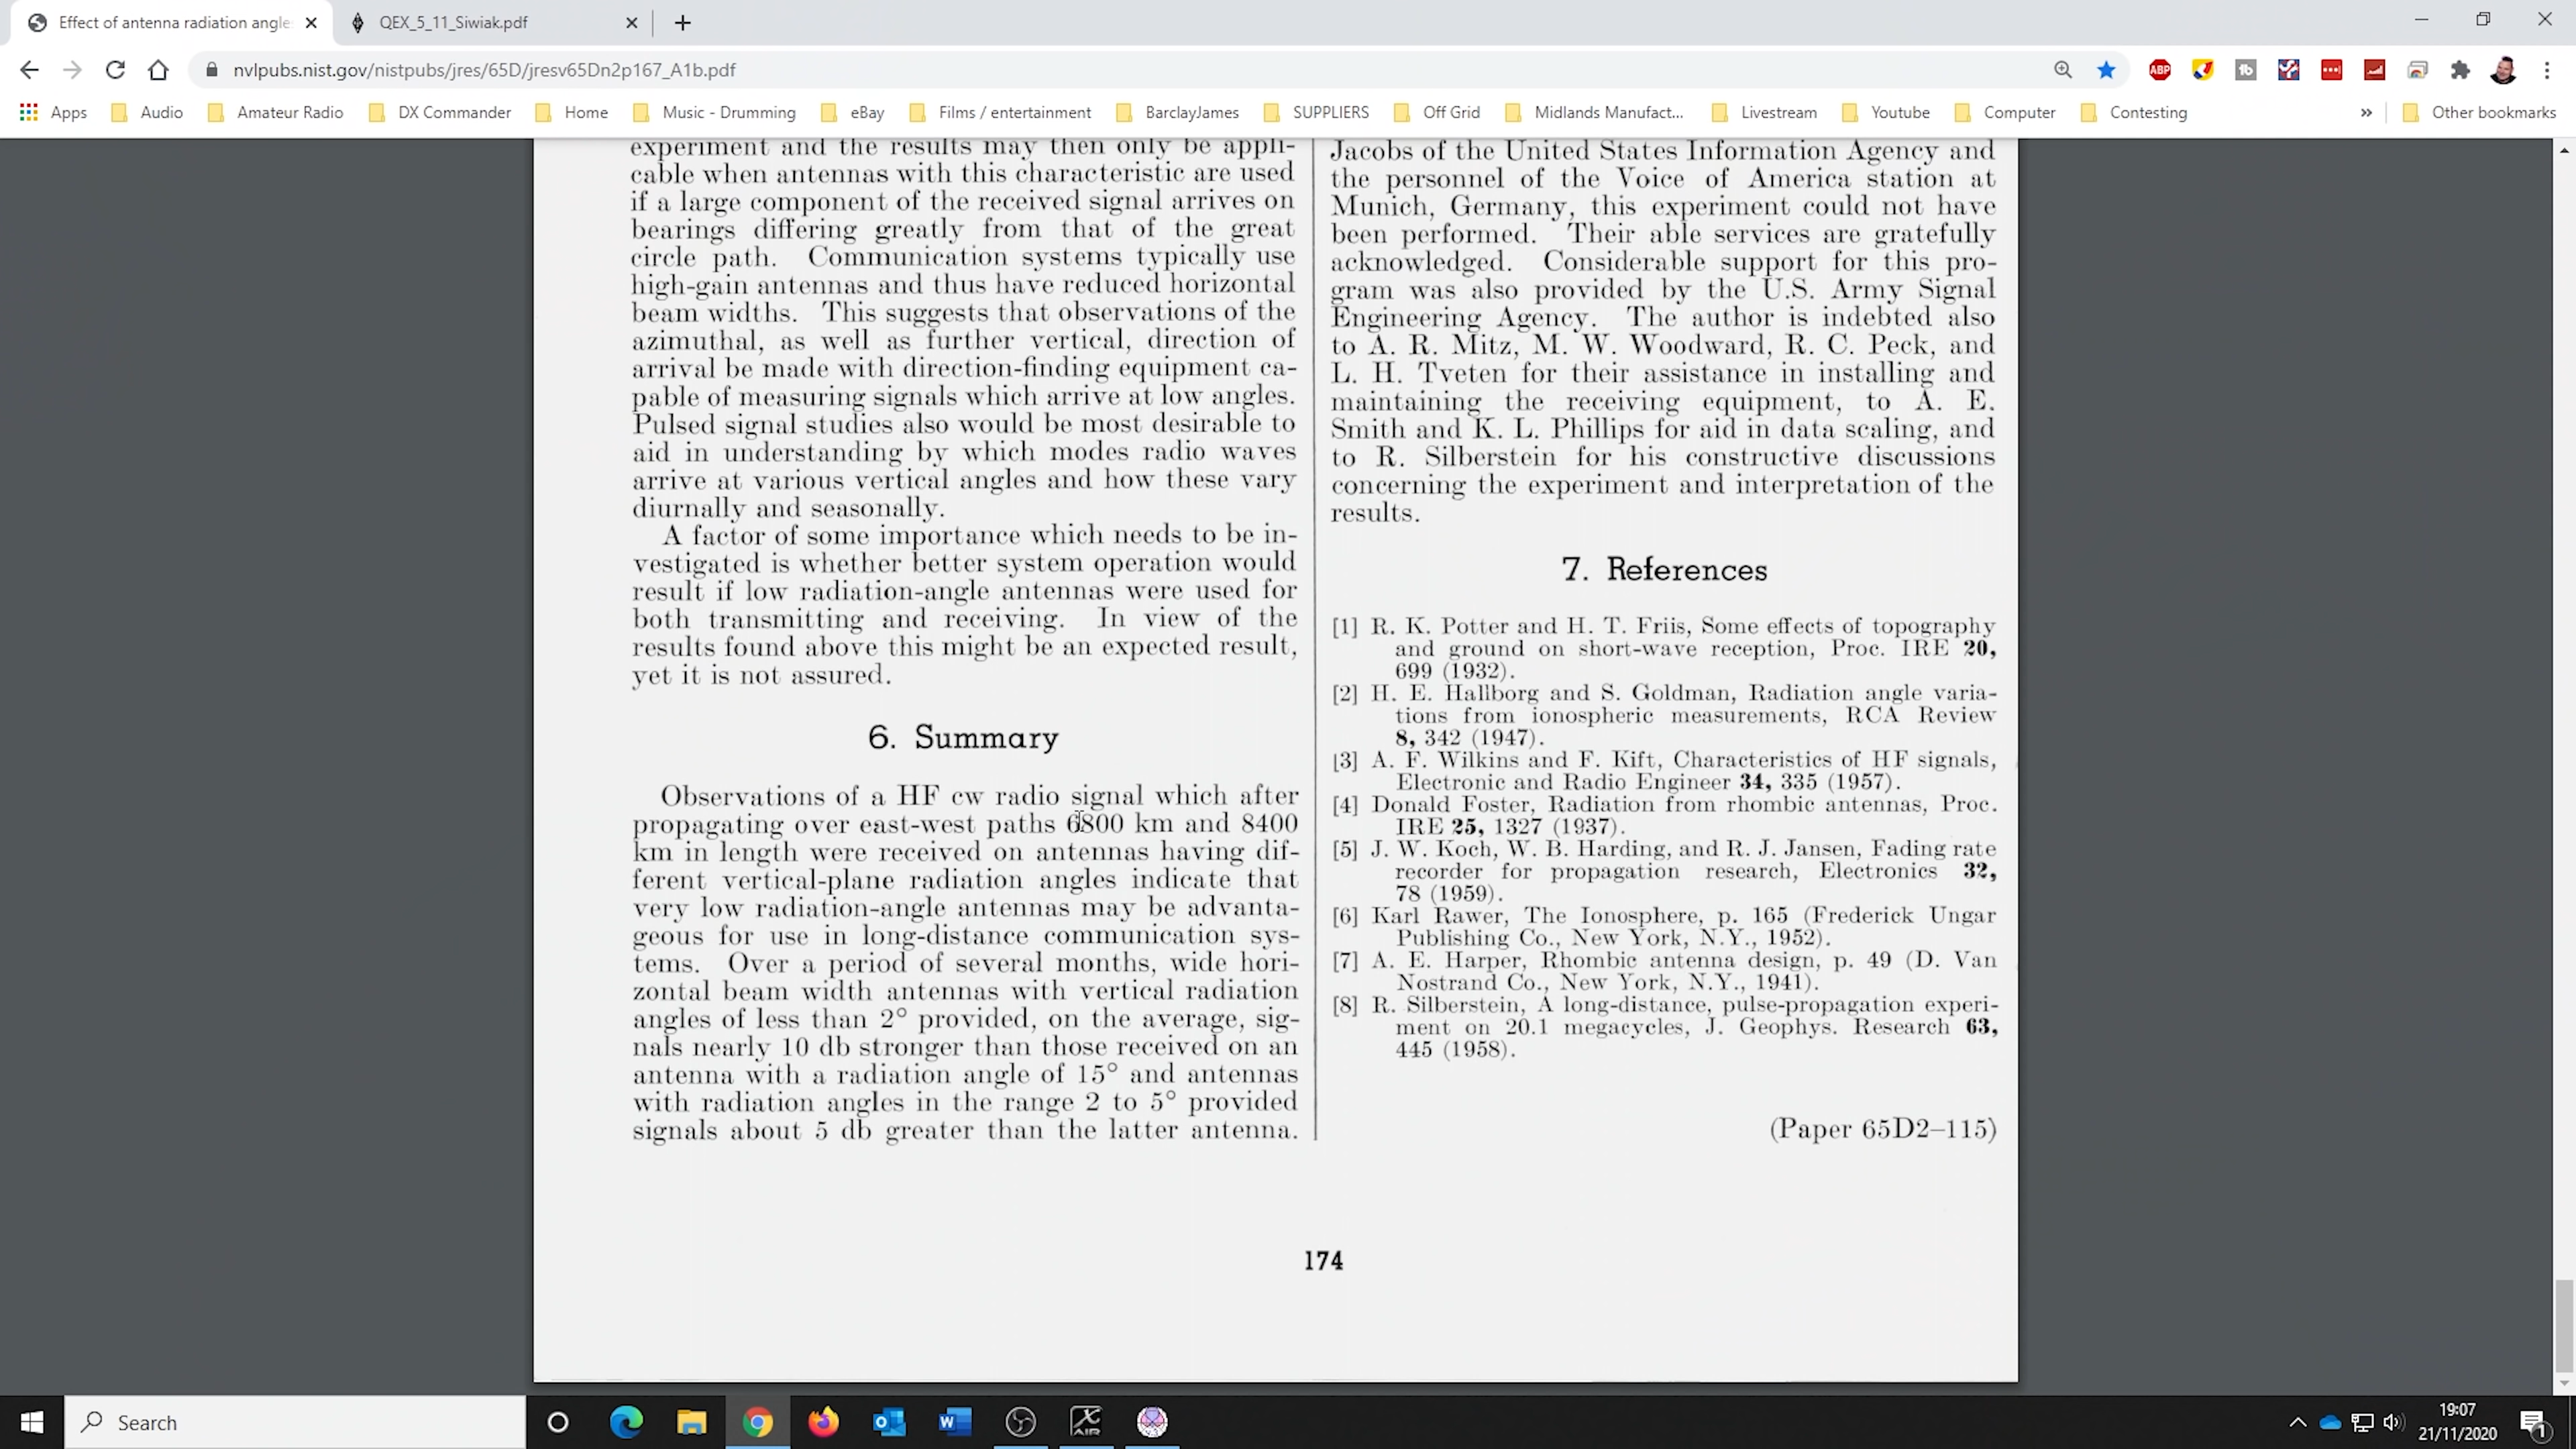 Effect of antenna radiation angle
QEX_5_11_Siwiak.pdf
nvlpubs.nist.gov/nistpubs/jres/65D/jresv65Dn2p167_A1b.pdf
ABP
Apps
Audio
Amateur Radio
DX Commander
Home
Music - Drumming
eBay
Films / entertainment
BarclayJames
SUPPLIERS
Off Grid
Midlands Manufact...
Livestream
Youtube
Computer
Contesting
»
Other bookmarks
experiment and the results may then only be appli-
cable when antennas with this characteristic are used
if a large component of the received signal arrives on
bearings differing greatly from that of the great
circle path. Communication systems typically use
high-gain antennas and thus have reduced horizontal
beam widths. This suggests that observations of the
azimuthal, as well as further vertical, direction of
arrival be made with direction-finding equipment ca-
pable of measuring signals which arrive at low angles.
Pulsed signal studies also would be most desirable to
aid in understanding by which modes radio waves
arrive at various vertical angles and how these vary
diurnally and seasonally.
A factor of some importance which needs to be in-
vestigated is whether better system operation would
result if low radiation-angle antennas were used for
both transmitting and receiving. In view of the
results found above this might be an expected result,
yet it is not assured.
6. Summary
Observations of a HF cw radio signal which after
propagating over east-west paths 6800 km and 8400
km in length were received on antennas having dif-
ferent vertical-plane radiation angles indicate that
very low radiation-angle antennas may be advanta-
geous for use in long-distance communication sys-
tems. Over a period of several months, wide hori-
zontal beam width antennas with vertical radiation
angles of less than 2° provided, on the average, sig-
nals nearly 10 db stronger than those received on an
antenna with a radiation angle of 15° and antennas
with radiation angles in the range 2 to 5° provided
signals about 5 db greater than the latter antenna.
Jacobs of the United States Information Agency and
the personnel of the Voice of America station at
Munich, Germany, this experiment could not have
been performed. Their able services are gratefully
acknowledged. Considerable support for this pro-
gram was also provided by the U.S. Army Signal
Engineering Agency. The author is indebted also
to A. R. Mitz, M. W. Woodward, R. C. Peck, and
L. H. Tveten for their assistance in installing and
maintaining the receiving equipment, to A. E.
Smith and K. L. Phillips for aid in data scaling, and
to R. Silberstein for his constructive discussions
concerning the experiment and interpretation of the
results.
7. References
[1] R. K. Potter and H. T. Friis, Some effects of topography
and ground on short-wave reception, Proc. IRE 20,
699 (1932).
[2] H. E. Hallborg and S. Goldman, Radiation angle varia-
tions from ionospheric measurements, RCA Review
8, 342 (1947).
[3] A. F. Wilkins and F. Kift, Characteristics of HF signals,
Electronic and Radio Engineer 34, 335 (1957).
[4] Donald Foster, Radiation from rhombic antennas, Proc.
IRE 25, 1327 (1937).
[5] J. W. Koch, W. B. Harding, and R. J. Jansen, Fading rate
recorder for propagation research, Electronics 32,
78 (1959).
[6] Karl Rawer, The Ionosphere, p. 165 (Frederick Ungar
Publishing Co., New York, N.Y., 1952).
[7] A. E. Harper, Rhombic antenna design, p. 49 (D. Van
Nostrand Co., New York, N.Y., 1941).
[8] R. Silberstein, A long-distance, pulse-propagation experi-
ment on 20.1 megacycles, J. Geophys. Research 63,
445 (1958).
(Paper 65D2–115)
174
Search
AIR
19:07
21/11/2020
1